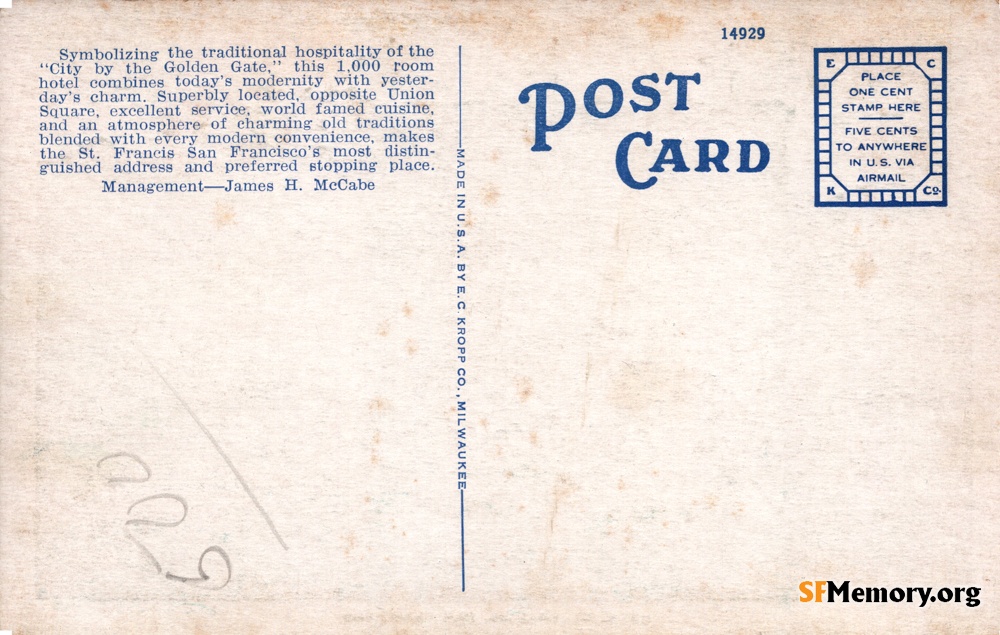 14929
Symbolizing the traditional hospitality of the
"City by the Golden Gate," this 1,000 room
hotel combines today's modernity with yester-
day's charm. Superbly located, opposite Union
Square, excellent service, world famed cuisine,
and an atmosphere of charming old traditions
blended with every modern convenience, makes
the St. Francis San Francisco's most distin-
guished address and preferred stopping place.
Management—James H. McCabe
MADE IN U.S.A. BY E. C. KROPP CO., MILWAUKEE
POST
CARD
E C
PLACE
ONE CENT
STAMP HERE
FIVE CENTS
TO ANYWHERE
IN U.S. VIA
AIRMAIL
K Co.
SFMemory.org